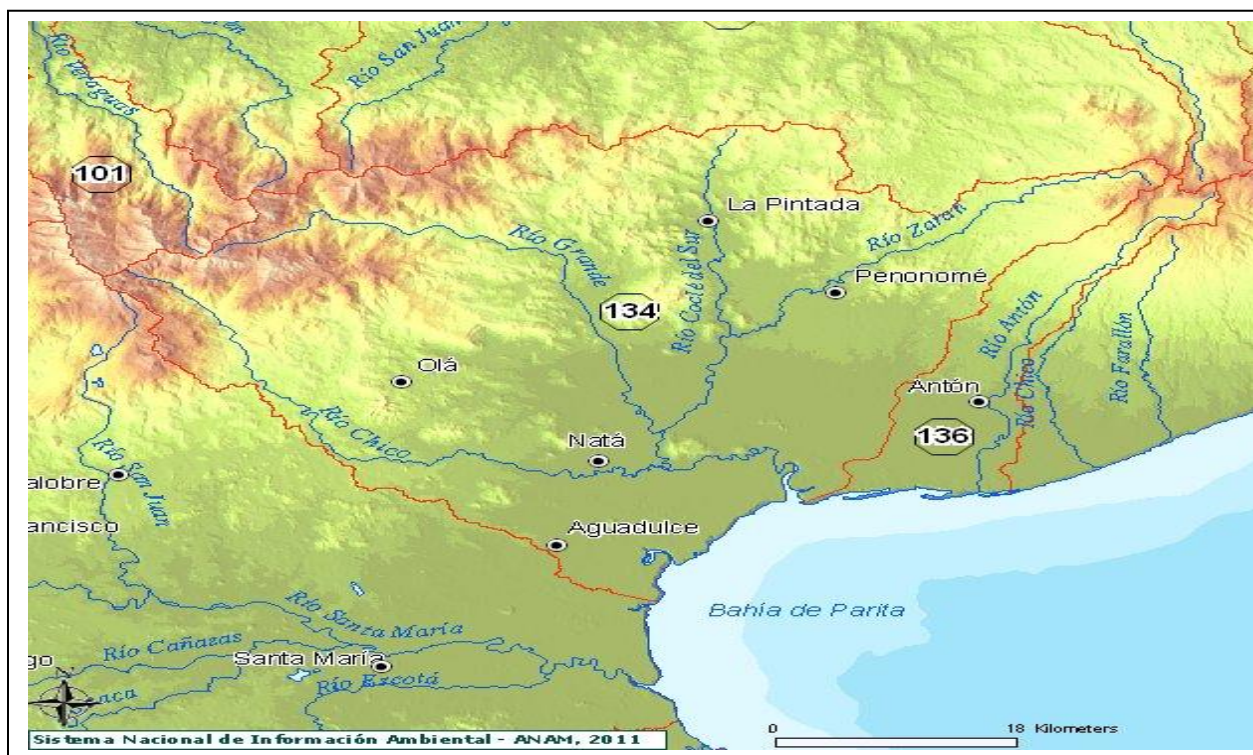 Río San Juan
Río Veraguas
101
La Pintada
Río Grande
Río Zaratí
Río Coclé del Sur
Penonomé
134
Río Antón
Río Farallón
Olá
Río Chico
Antón
Río Chico
136
Natá
Río San Juan
alobre
ancisco
Aguadulce
Bahía de Parita
Río Santa María
Río Cañazas
Santa María
Río Escotá
go
N
0 18 Kilometers
Sistema Nacional de Información Ambiental - ANAM, 2011